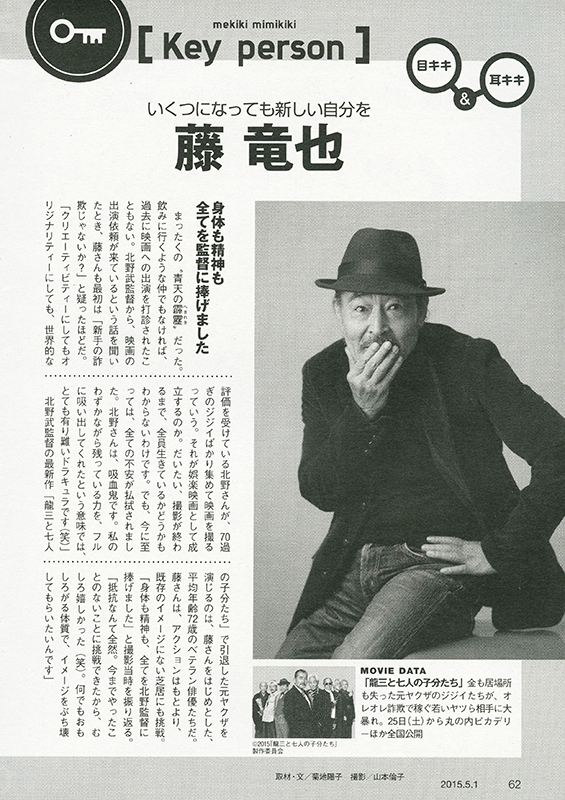 mekiki mimikiki
[ Key person ]
目キキ
&
耳キキ
いくつになっても新しい自分を
藤 竜也
身体も精神も
全てを監督に捧げました
まったくの〝青天の霹靂〟だった。
へきれき
飲みに行くような仲でもなければ、
過去に映画への出演を打診されたこ
ともない。北野武監督から、映画の
出演依頼が来ているという話を聞い
たとき、藤さんも最初は「新手の詐
欺じゃないか?」と疑ったほどだ。
「クリエーティビティーにしてもオ
リジナリティーにしても、世界的な
評価を受けている北野さんが、70過
ぎのジジイばかり集めて映画を撮る
っていう。それが娯楽映画として成
立するのか。だいたい、撮影が終わ
るまで、全員生きているかどうかも
わからないわけです。でも、今に至
っては、全ての不安が払拭されまし
た。北野さんは、吸血鬼です。私の
わずかながら残っている力を、フル
に吸い出してくれたという意味では、
とても有り難いドラキュラです(笑)」
北野武監督の最新作「龍三と七人
の子分たち」で引退した元ヤクザを
演じるのは、藤さんをはじめとした、
平均年齢72歳のベテラン俳優たちだ。
藤さんは、アクションはもとより、
既存のイメージにない芝居にも挑戦。
「身体も精神も、全てを北野監督に
捧げました」と撮影当時を振り返る。
「抵抗なんて全然。今までやったこ
とのないことに挑戦できたから、む
しろ嬉しかった(笑)。何でもおも
しろがる体質で、イメージをぶち壊
してもらいたいんです」
MOVIE DATA
「龍三と七人の子分たち」金も居場所
も失った元ヤクザのジジイたちが、オ
レオレ詐欺で稼ぐ若いヤツら相手に大
暴れ。25日(土)から丸の内ピカデリ
ーほか全国公開
©2015「龍三と七人の子分たち」
製作委員会
取材・文/菊地陽子 撮影/山本倫子
2015.5.1 62